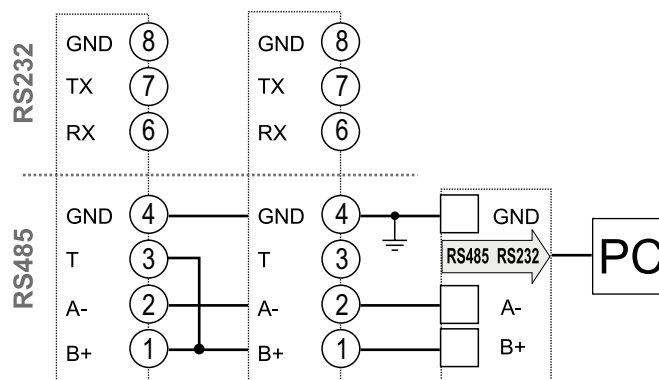 RS232
GND 8 GND 8
TX 7 TX 7
RX 6 RX 6
RS485
GND 4 GND 4 GND
T 3 T 3 RS485 RS232 PC
A- 2 A- 2 A-
B+ 1 B+ 1 B+